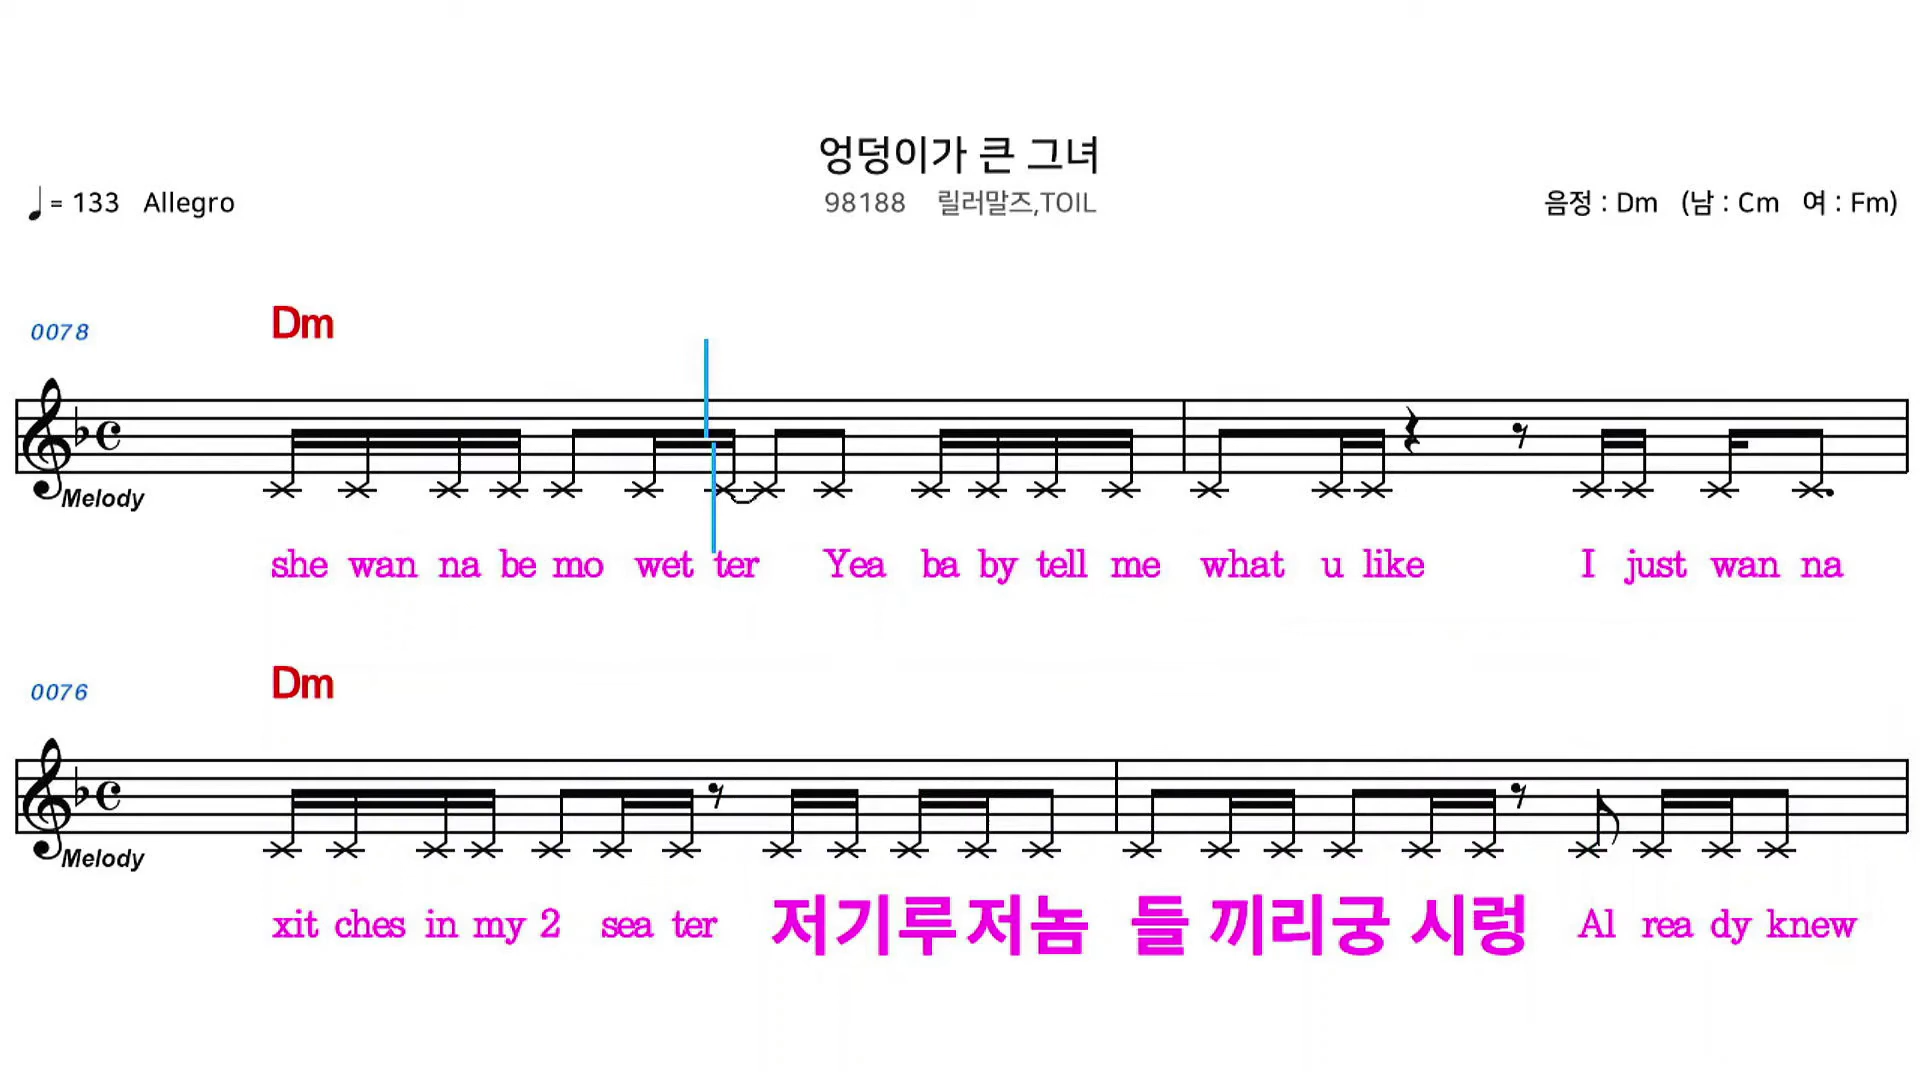 엉덩이가 큰 그녀
= 133 Allegro 98188 릴러말즈,TOIL 음정 : Dm (남 : Cm 여 : Fm)
0078 Dm
Melody
she wan na be mo wet ter Yea ba by tell me what u like I just wan na
0076 Dm
Melody
xit ches in my 2 sea ter 저기루저놈 들 끼리궁 시렁 Al rea dy knew